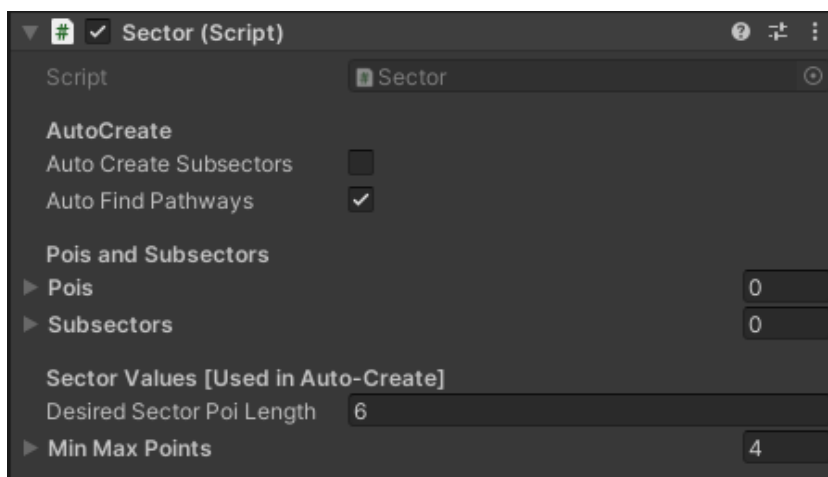 Sector (Script)
Script Sector
AutoCreate
Auto Create Subsectors
Auto Find Pathways
Pois and Subsectors
Pois 0
Subsectors 0
Sector Values [Used in Auto-Create]
Desired Sector Poi Length 6
Min Max Points 4